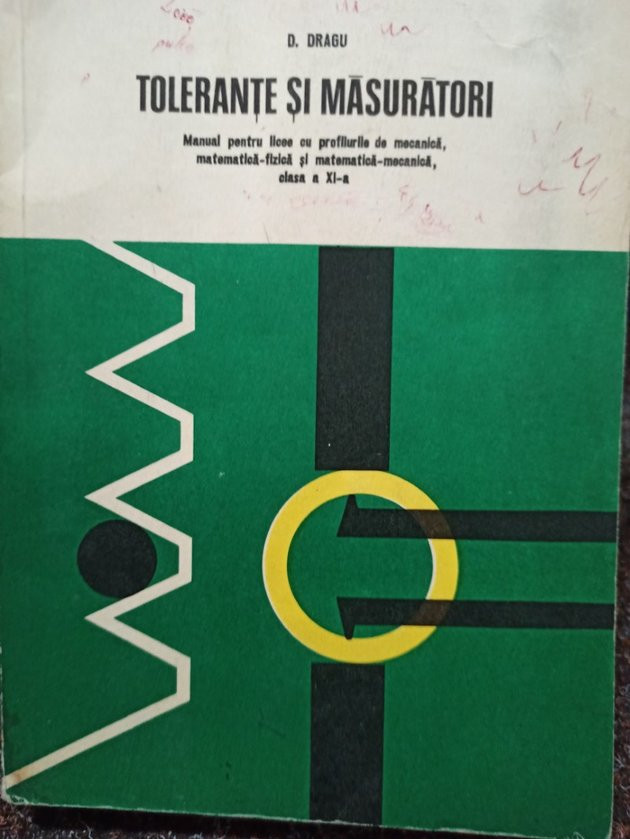 D. DRAGU
TOLERANȚE ȘI MĂSURĂTORI
Manual pentru licee cu profilurile de mecanică,
matematică-fizică și matematică-mecanică,
clasa a XI-a